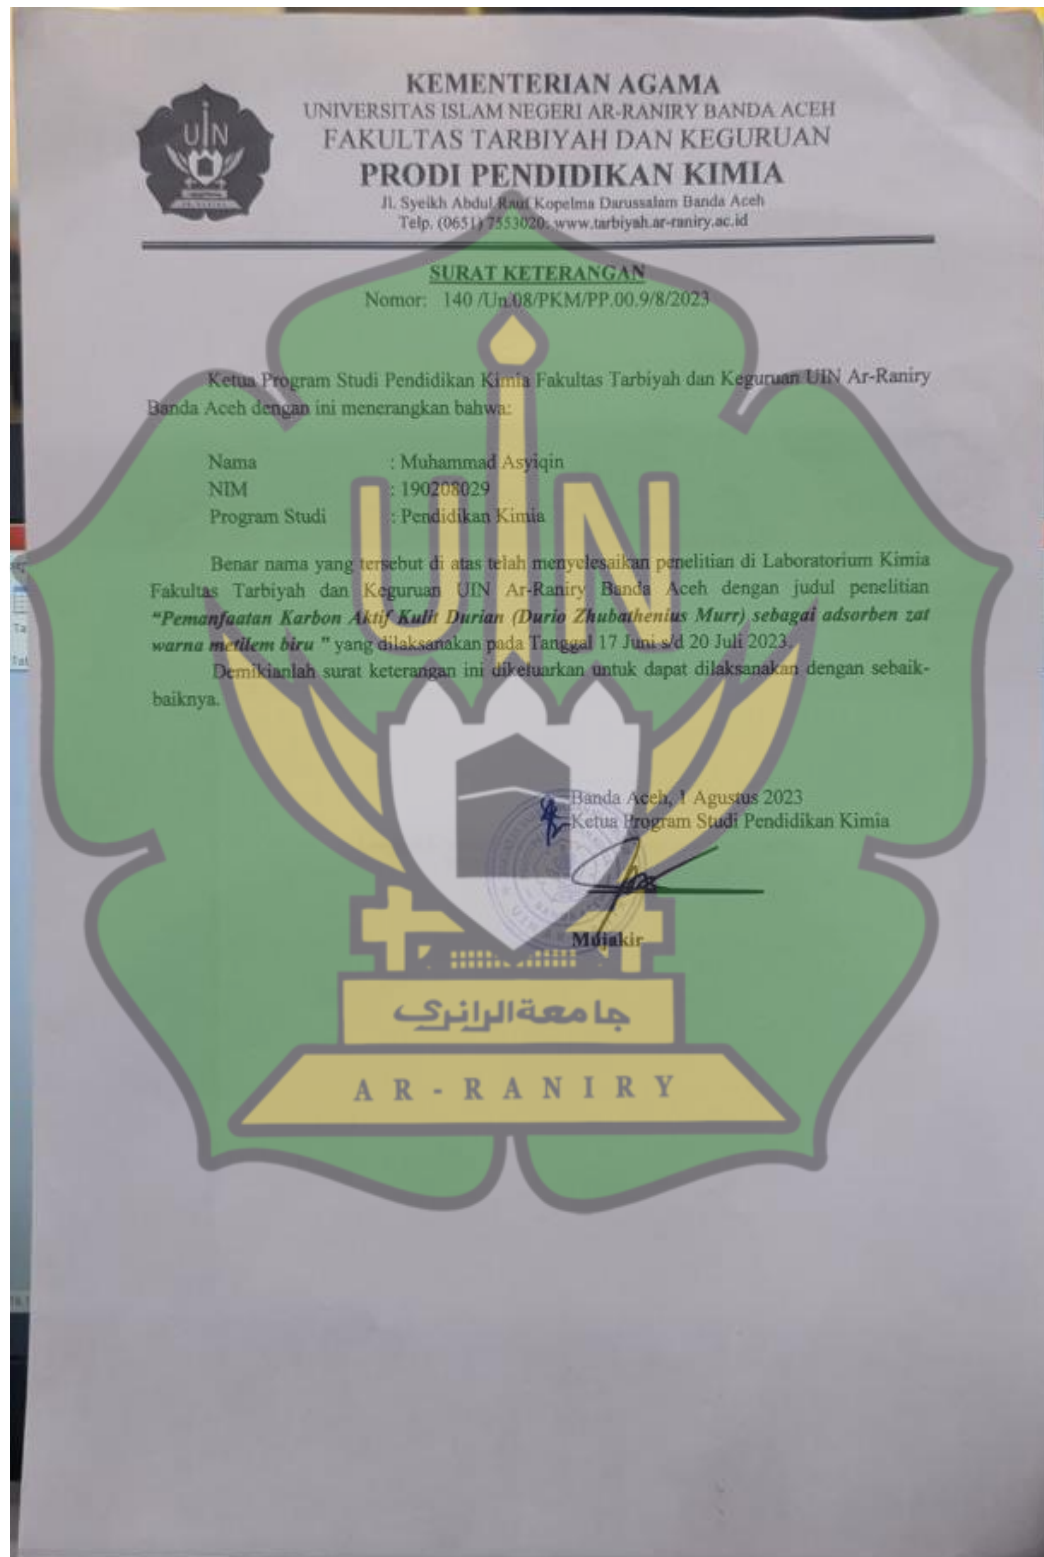 KEMENTERIAN AGAMA
UNIVERSITAS ISLAM NEGERI AR-RANIRY BANDA ACEH
FAKULTAS TARBIYAH DAN KEGURUAN
PRODI PENDIDIKAN KIMIA
Jl. Syeikh Abdul Rauf Kopelma Darussalam Banda Aceh
Telp. (0651) 7553020: www.tarbiyah.ar-raniry.ac.id
UIN
AR-RANIRY
SURAT KETERANGAN
Nomor: 140 /Un.08/PKM/PP.00.9/8/2023
Ketua Program Studi Pendidikan Kimia Fakultas Tarbiyah dan Keguruan UIN Ar-Raniry
Banda Aceh dengan ini menerangkan bahwa:
Nama : Muhammad Asyiqin
NIM : 190208029
Program Studi : Pendidikan Kimia
UIN
Benar nama yang tersebut di atas telah menyelesaikan penelitian di Laboratorium Kimia
Fakultas Tarbiyah dan Keguruan UIN Ar-Raniry Banda Aceh dengan judul penelitian
“Pemanfaatan Karbon Aktif Kulit Durian (Durio Zhubathenius Murr) sebagai adsorben zat
warna metilem biru ” yang dilaksanakan pada Tanggal 17 Juni s/d 20 Juli 2023.
Demikianlah surat keterangan ini dikeluarkan untuk dapat dilaksanakan dengan sebaik-
baiknya.
Banda Aceh, 1 Agustus 2023
Ketua Program Studi Pendidikan Kimia
Mujakir
جامعة الرانري
AR-RANIRY